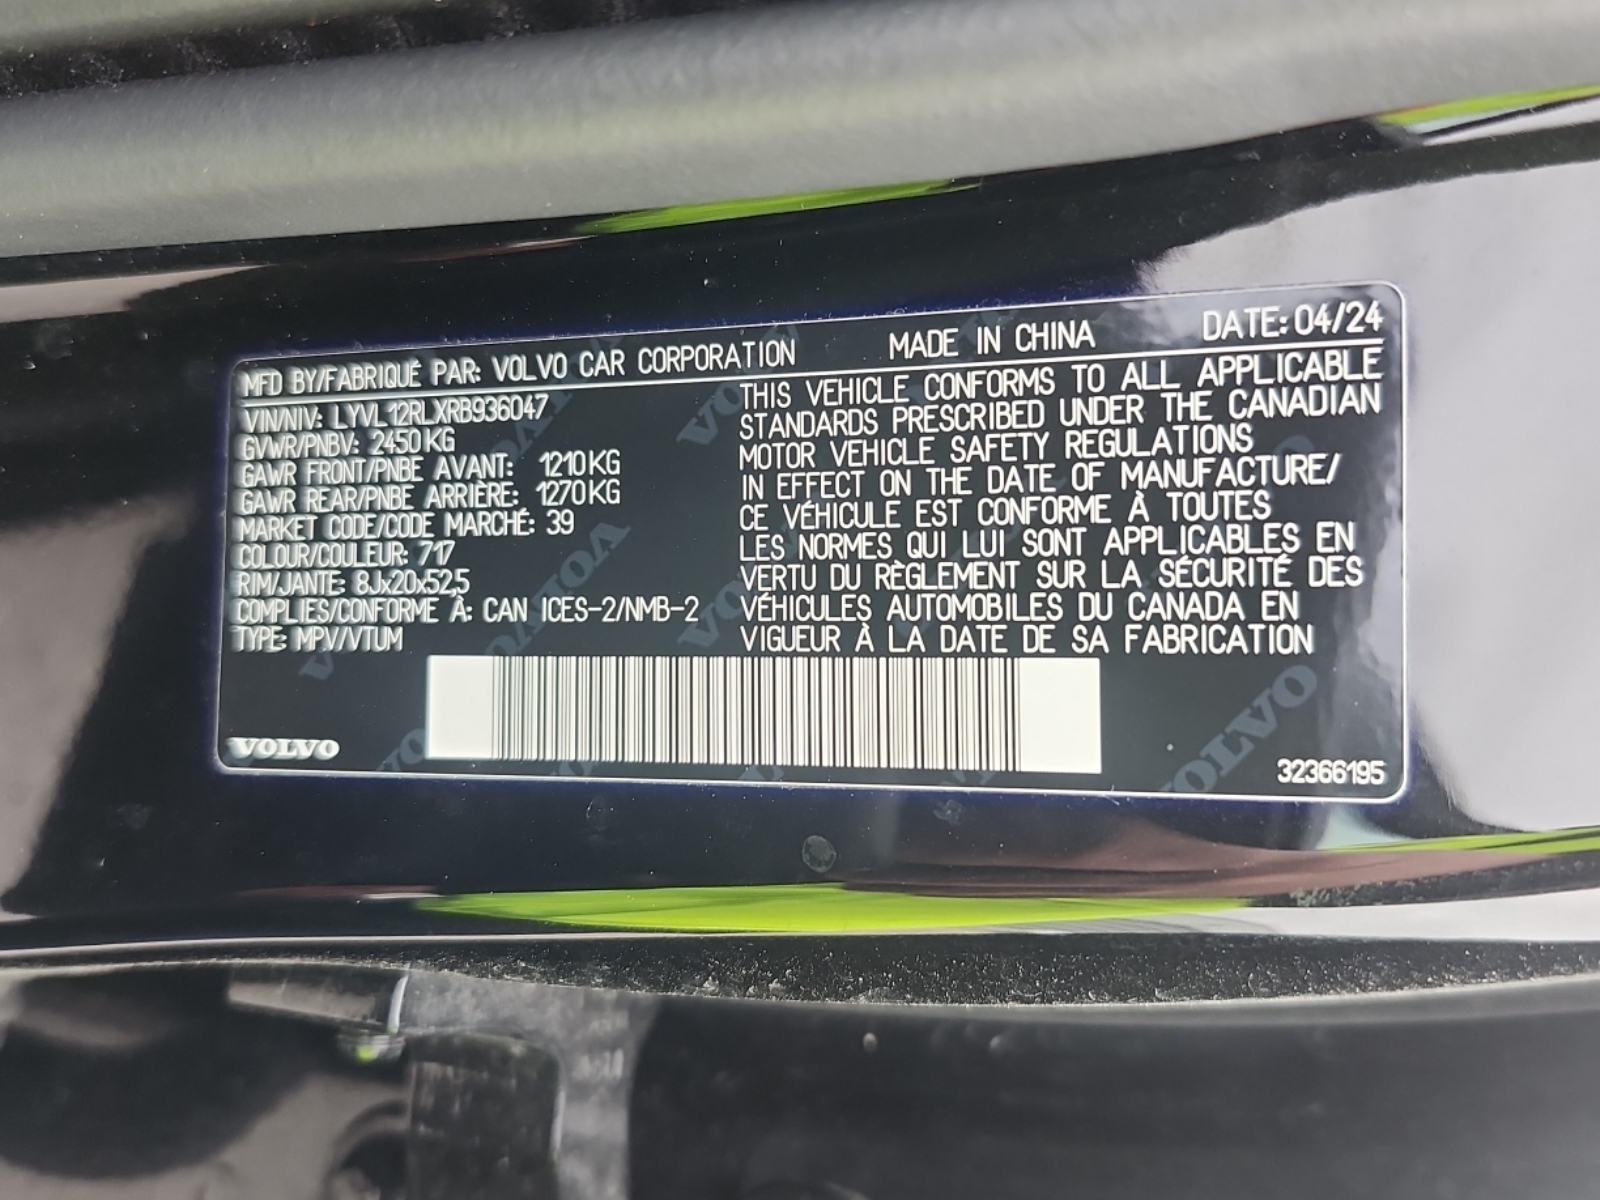 MFD BY/FABRIQUÉ PAR: VOLVO CAR CORPORATION MADE IN CHINA DATE: 04/24
VIN/NIV: LYVL12RLXRB936047
GVWR/PNBV: 2450 KG
GAWR FRONT/PNBE AVANT: 1210 KG
GAWR REAR/PNBE ARRIÈRE: 1270 KG
MARKET CODE/CODE MARCHÉ: 39
COLOUR/COULEUR: 717
RIM/JANTE: 8Jx20x52,5
COMPLIES/CONFORME À: CAN ICES-2/NMB-2
TYPE: MPV/VTUM
THIS VEHICLE CONFORMS TO ALL APPLICABLE
STANDARDS PRESCRIBED UNDER THE CANADIAN
MOTOR VEHICLE SAFETY REGULATIONS
IN EFFECT ON THE DATE OF MANUFACTURE/
CE VÉHICULE EST CONFORME À TOUTES
LES NORMES QUI LUI SONT APPLICABLES EN
VERTU DU RÈGLEMENT SUR LA SÉCURITÉ DES
VÉHICULES AUTOMOBILES DU CANADA EN
VIGUEUR À LA DATE DE SA FABRICATION
VOLVO
32366195